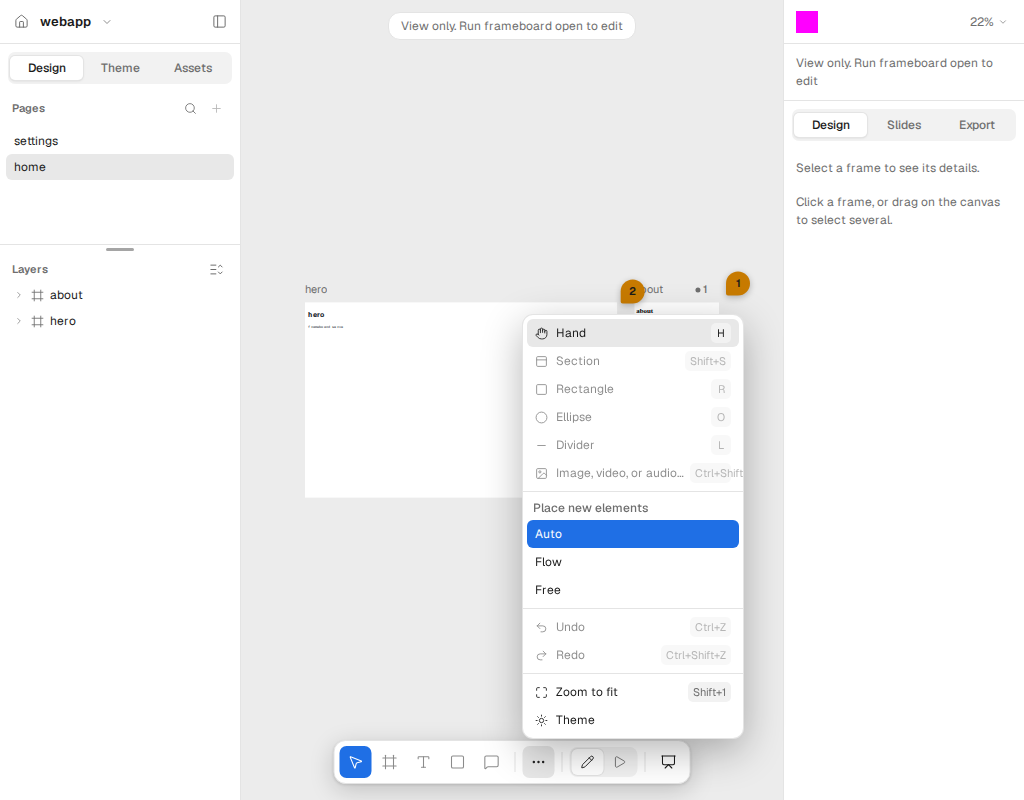 webapp
View only. Run frameboard open to edit
22%
Design
Theme
Assets
View only. Run frameboard open to
edit
Pages
settings
home
Design
Slides
Export
Select a frame to see its details.
Click a frame, or drag on the canvas
to select several.
Layers
about
hero
hero
2
out
1
1
hero
about
Hand
H
Section
Shift+S
Rectangle
R
Ellipse
O
Divider
L
Image, video, or audio...
Ctrl+Shift
Place new elements
Auto
Flow
Free
Undo
Ctrl+Z
Redo
Ctrl+Shift+Z
Zoom to fit
Shift+1
Theme